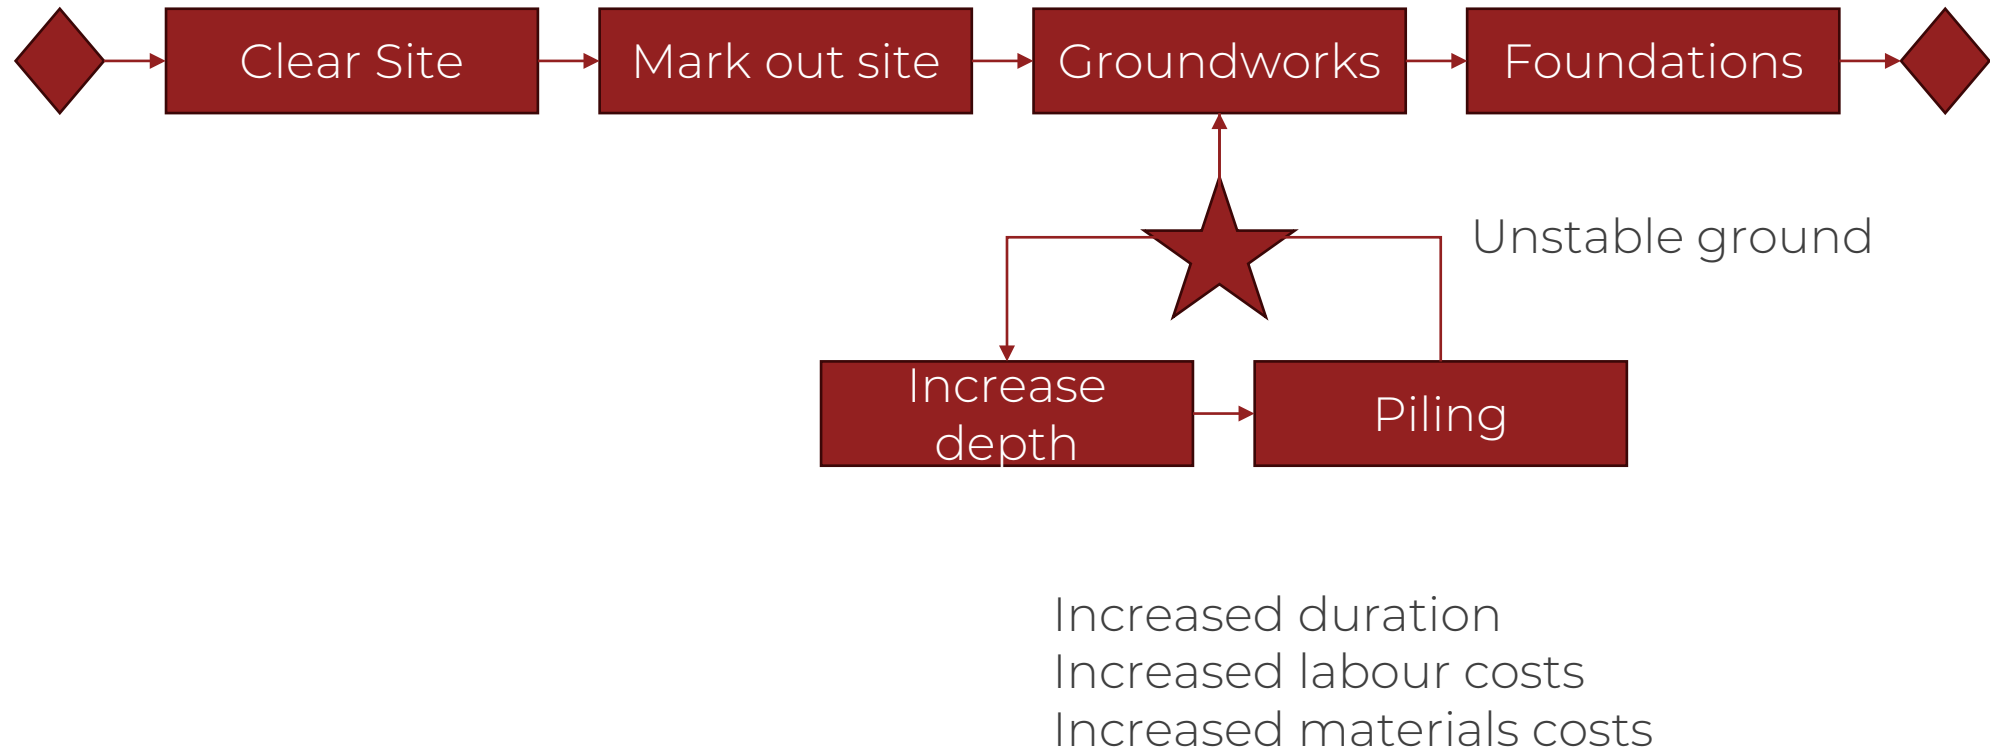 Clear Site
Mark out site
Groundworks
Foundations
Unstable ground
Increase
depth
Piling
Increased duration
Increased labour costs
Increased materials costs